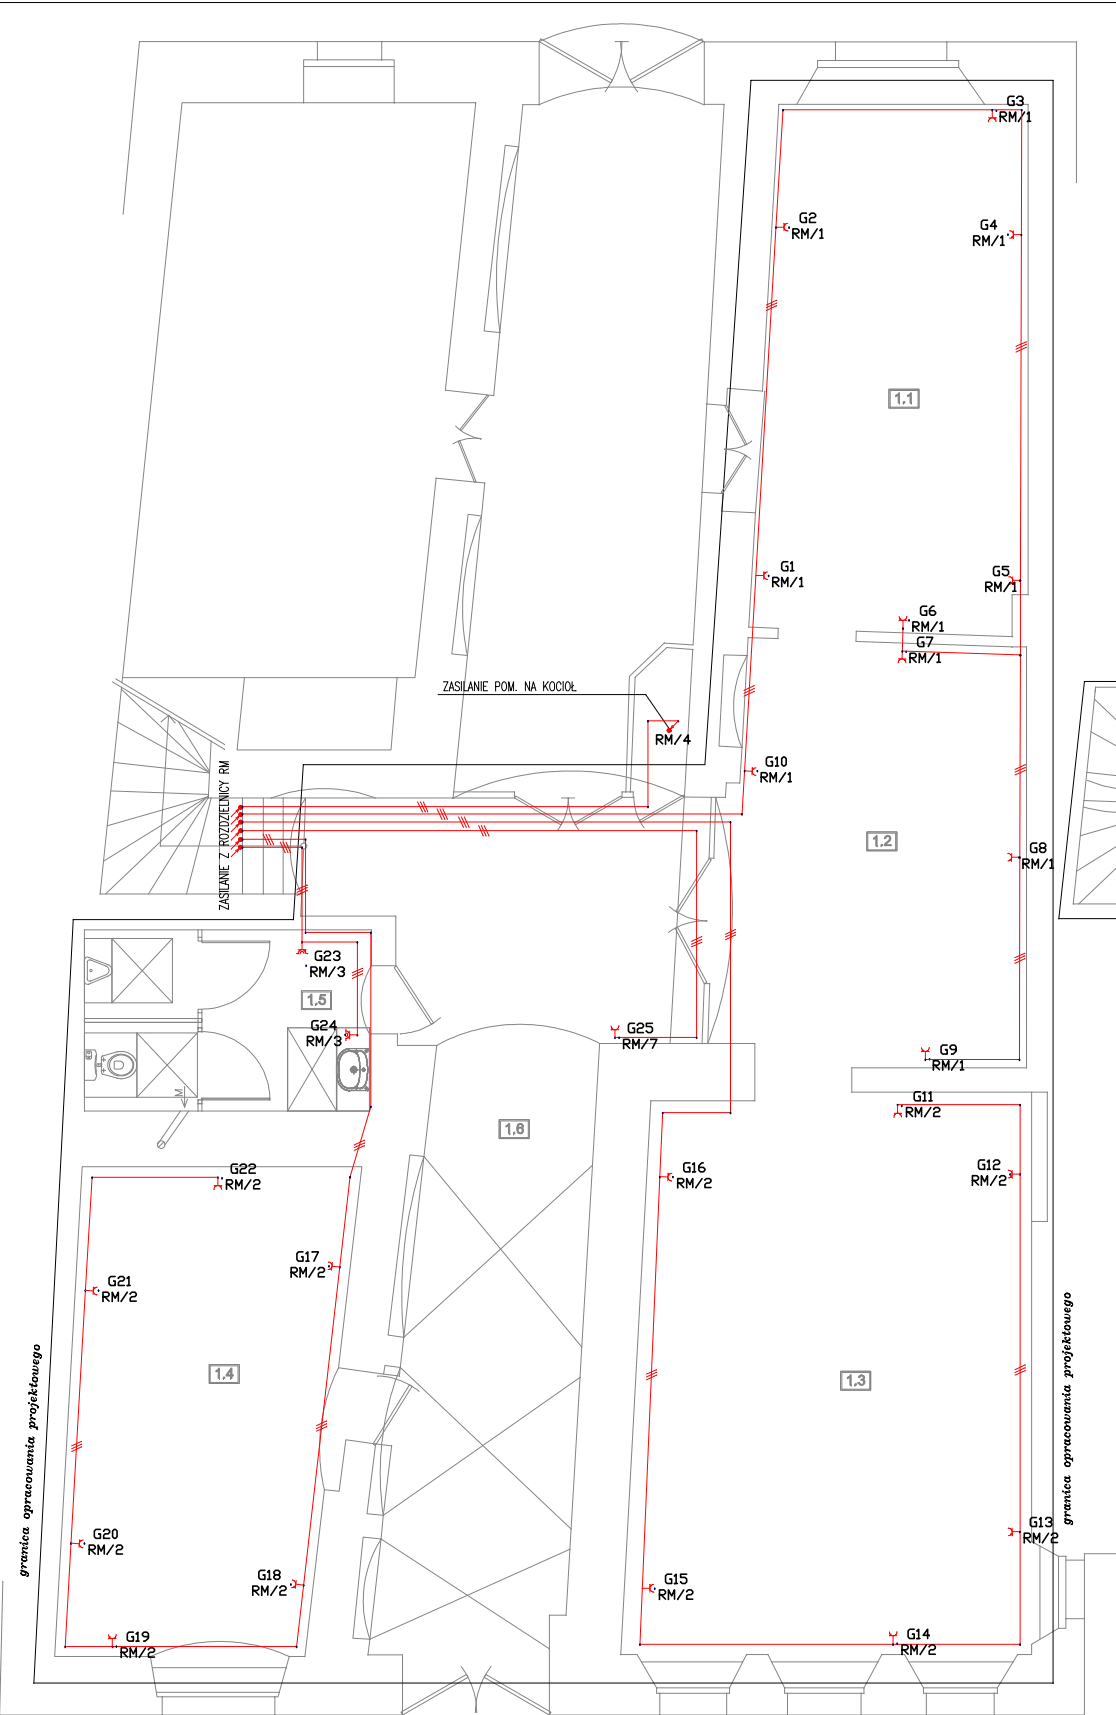 G3
RM/1
G2
RM/1
G4
RM/1
1.1
G1
RM/1
G5
RM/1
G6
RM/1
G7
RM/1
ZASILANIE POM. NA KOCIOŁ
RM/4
G10
RM/1
ZASILANIE Z ROZDZIELNICY RM
1.2
G8
RM/1
G23
RM/3
1.5
G24
RM/3
G25
RM/7
G9
RM/1
M
G11
RM/2
1.6
G22
RM/2
G16
RM/2
G12
RM/2
G17
RM/2
G21
RM/2
1.4
1.3
granica opracowania projektowego
granica opracowania projektowego
G20
RM/2
G13
RM/2
G18
RM/2
G15
RM/2
G19
RM/2
G14
RM/2